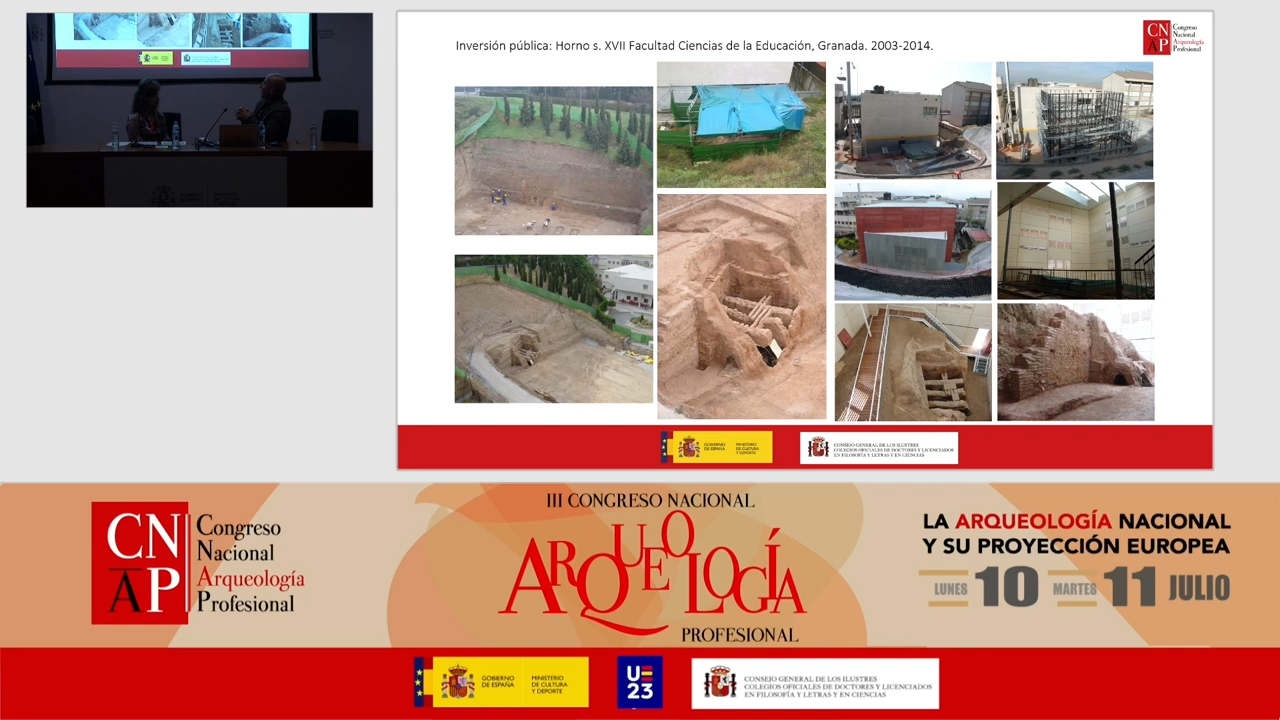 Inversión pública: Horno s. XVII Facultad Ciencias de la Educación, Granada. 2003-2014.
CN
AP
Congreso
Nacional
Arqueología
Profesional
GOBIERNO
DE ESPAÑA
MINISTERIO
DE CULTURA
Y DEPORTE
CONSEJO GENERAL DE LOS ILUSTRES
COLEGIOS OFICIALES DE DOCTORES Y LICENCIADOS
EN FILOSOFÍA Y LETRAS Y EN CIENCIAS
CN
AP
Congreso
Nacional
Arqueología
Profesional
III CONGRESO NACIONAL
ARQUEOLOGÍA
PROFESIONAL
LA ARQUEOLOGÍA NACIONAL
Y SU PROYECCIÓN EUROPEA
LUNES 10 MARTES 11 JULIO
GOBIERNO
DE ESPAÑA
MINISTERIO
DE CULTURA
Y DEPORTE
UE
23
CONSEJO GENERAL DE LOS ILUSTRES
COLEGIOS OFICIALES DE DOCTORES Y LICENCIADOS
EN FILOSOFÍA Y LETRAS Y EN CIENCIAS